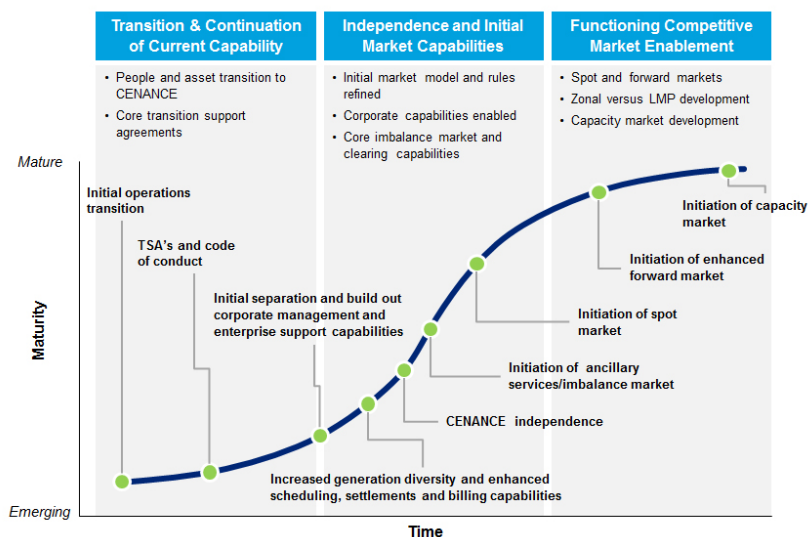 Transition & Continuation
of Current Capability
Independence and Initial
Market Capabilities
Functioning Competitive
Market Enablement
• People and asset transition to
CENANCE
• Core transition support
agreements
• Initial market model and rules
refined
• Corporate capabilities enabled
• Core imbalance market and
clearing capabilities
• Spot and forward markets
• Zonal versus LMP development
• Capacity market development
Mature
Initial operations
transition
TSA's and code
of conduct
Initial separation and build out
corporate management and
enterprise support capabilities
Initiation of capacity
market
Initiation of enhanced
forward market
Initiation of spot
market
Initiation of ancillary
services/imbalance market
CENANCE independence
Increased generation diversity and enhanced
scheduling, settlements and billing capabilities
Maturity
Emerging
Time